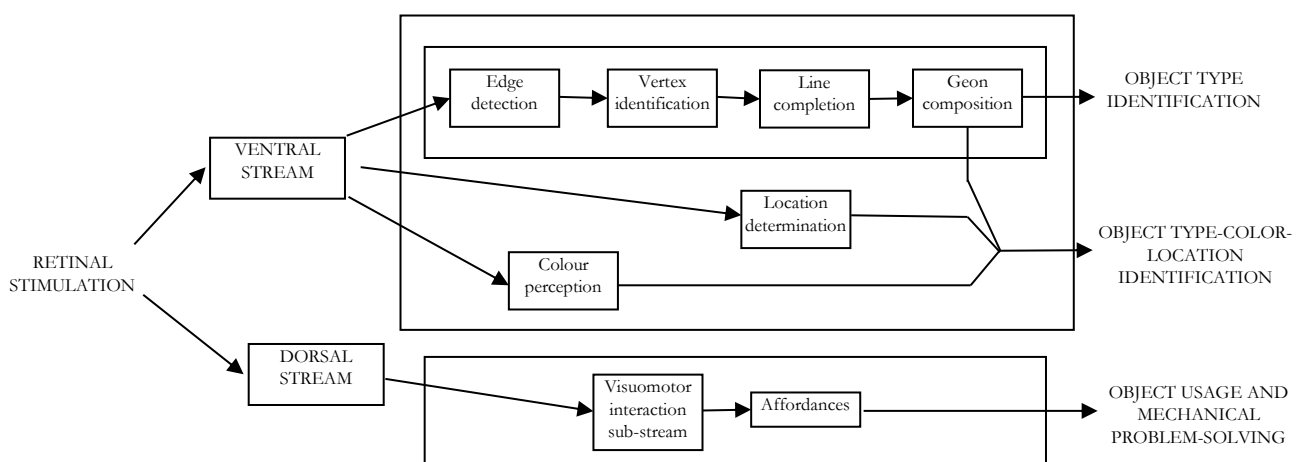 Edge
detection
Vertex
identification
Line
completion
Geon
composition
OBJECT TYPE
IDENTIFICATION
VENTRAL
STREAM
Location
determination
Colour
perception
OBJECT TYPE-COLOR-
LOCATION
IDENTIFICATION
RETINAL
STIMULATION
DORSAL
STREAM
Visuomotor
interaction
sub-stream
Affordances
OBJECT USAGE AND
MECHANICAL
PROBLEM-SOLVING